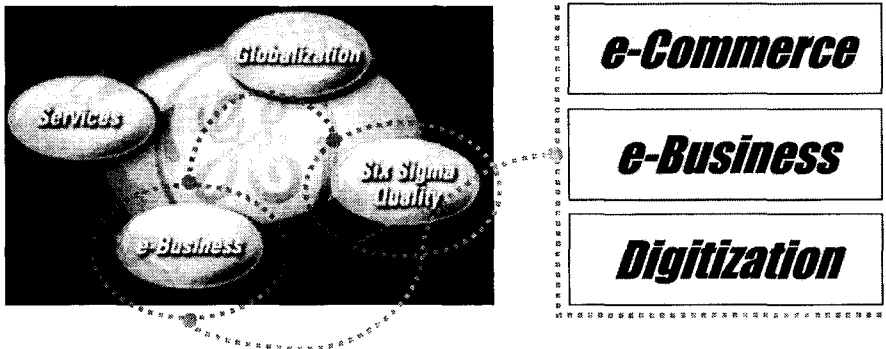 Globalization
Services
Six Sigma
Quality
e-Business
e-Commerce
e-Business
Digitization